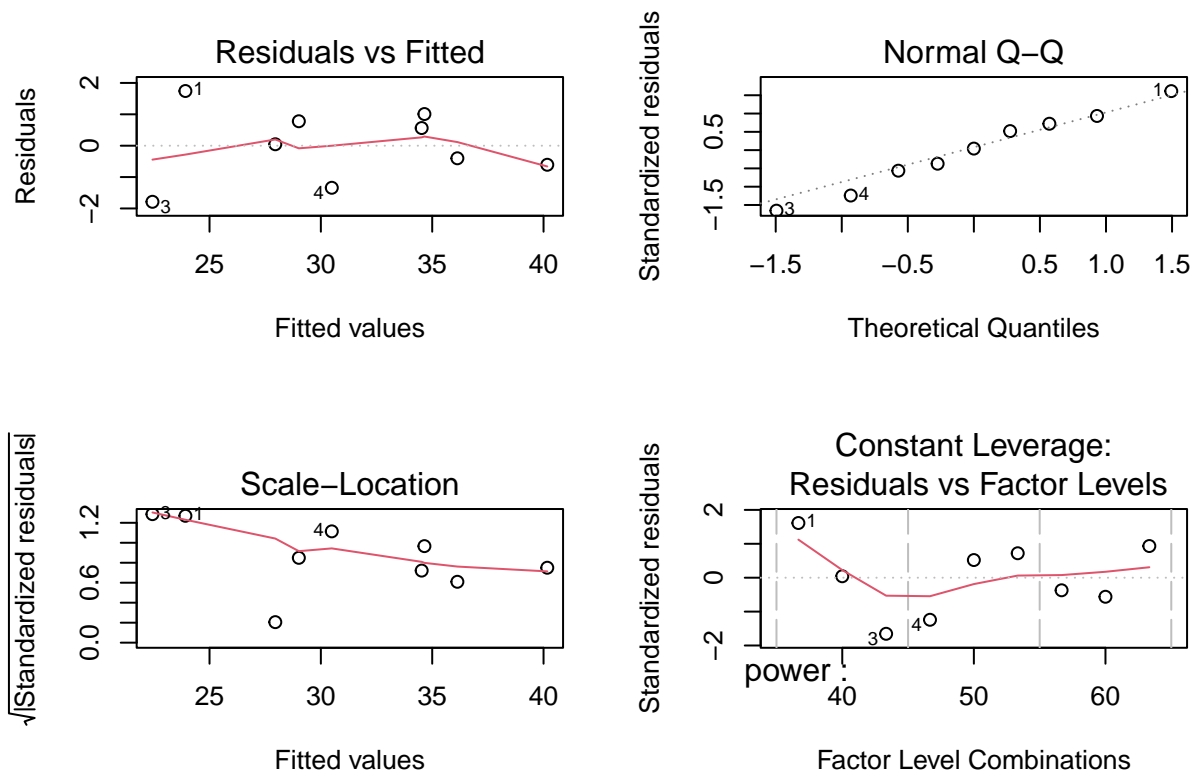 Residuals vs Fitted
Residuals
2
0
−2
1
3
4
25
30
35
40
Fitted values
Normal Q−Q
Standardized residuals
0.5
−1.5
1
4
3
−1.5
−0.5
0.5
1.0
1.5
Theoretical Quantiles
Scale−Location
√|Standardized residuals|
1.2
0.6
0.0
3
1
4
25
30
35
40
Fitted values
Constant Leverage:
Residuals vs Factor Levels
Standardized residuals
2
0
−2
1
3
4
power :
40
50
60
Factor Level Combinations